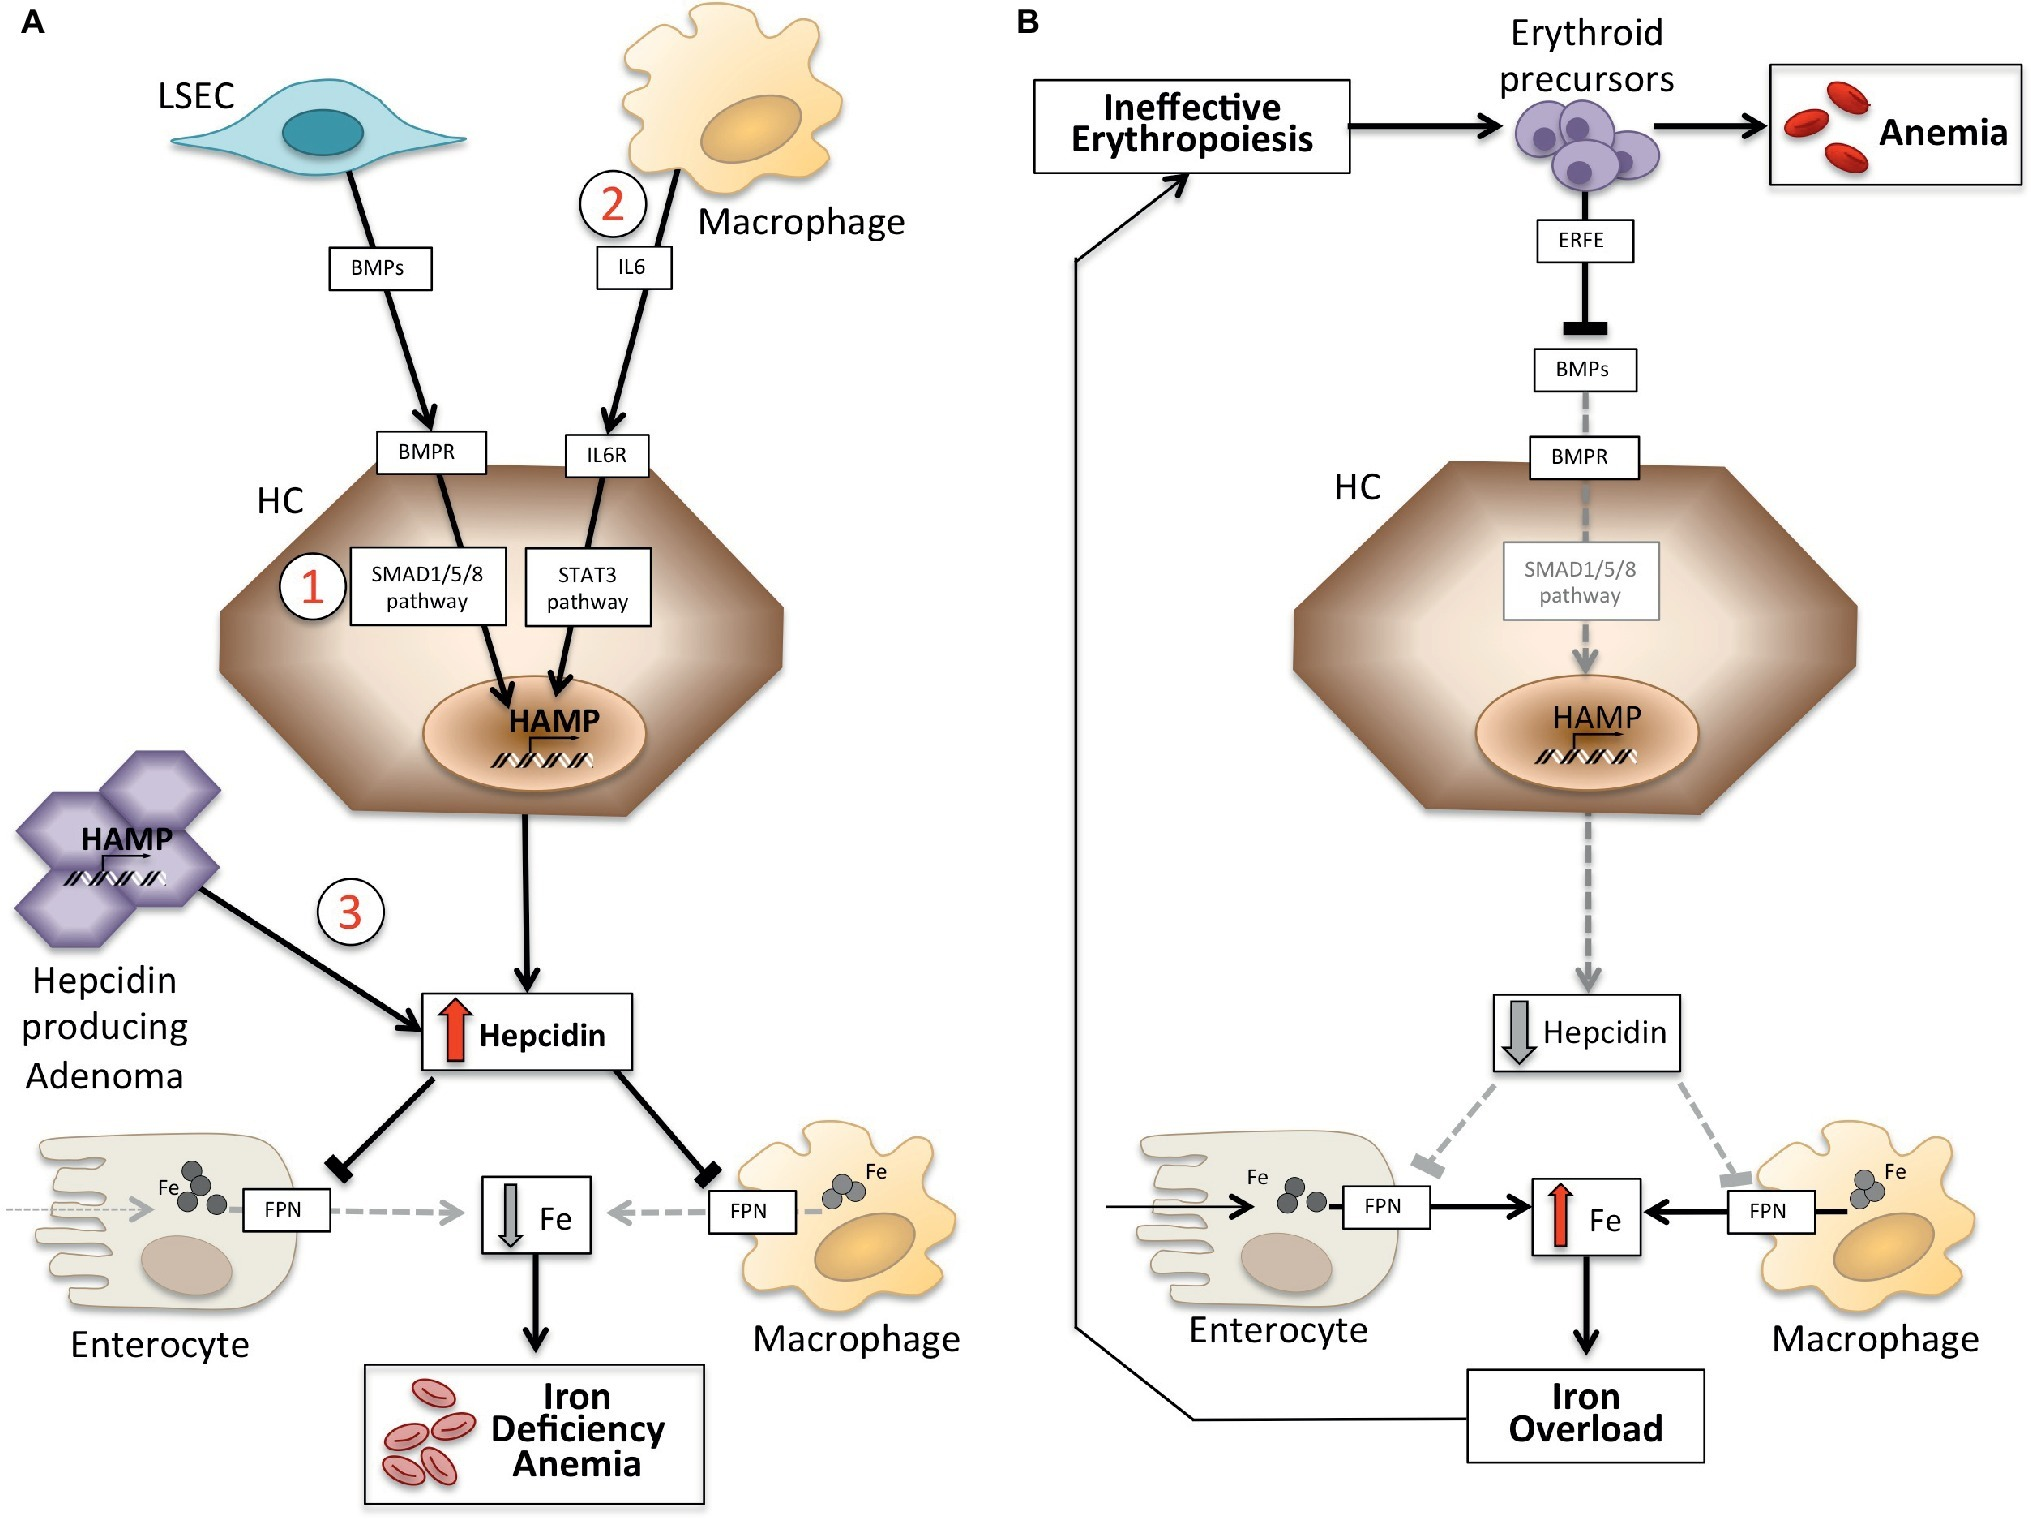 A
LSEC
Macrophage
2
BMPs
IL6
BMPR
IL6R
HC
1
SMAD1/5/8
pathway
STAT3
pathway
HAMP
HAMP
3
Hepcidin
producing
Adenoma
Hepcidin
Fe
FPN
Fe
FPN
Fe
Enterocyte
Macrophage
Iron
Deficiency
Anemia
B
Erythroid
precursors
Ineffective
Erythropoiesis
Anemia
ERFE
BMPs
BMPR
HC
SMAD1/5/8
pathway
HAMP
Hepcidin
Fe
FPN
Fe
FPN
Fe
Enterocyte
Macrophage
Iron
Overload